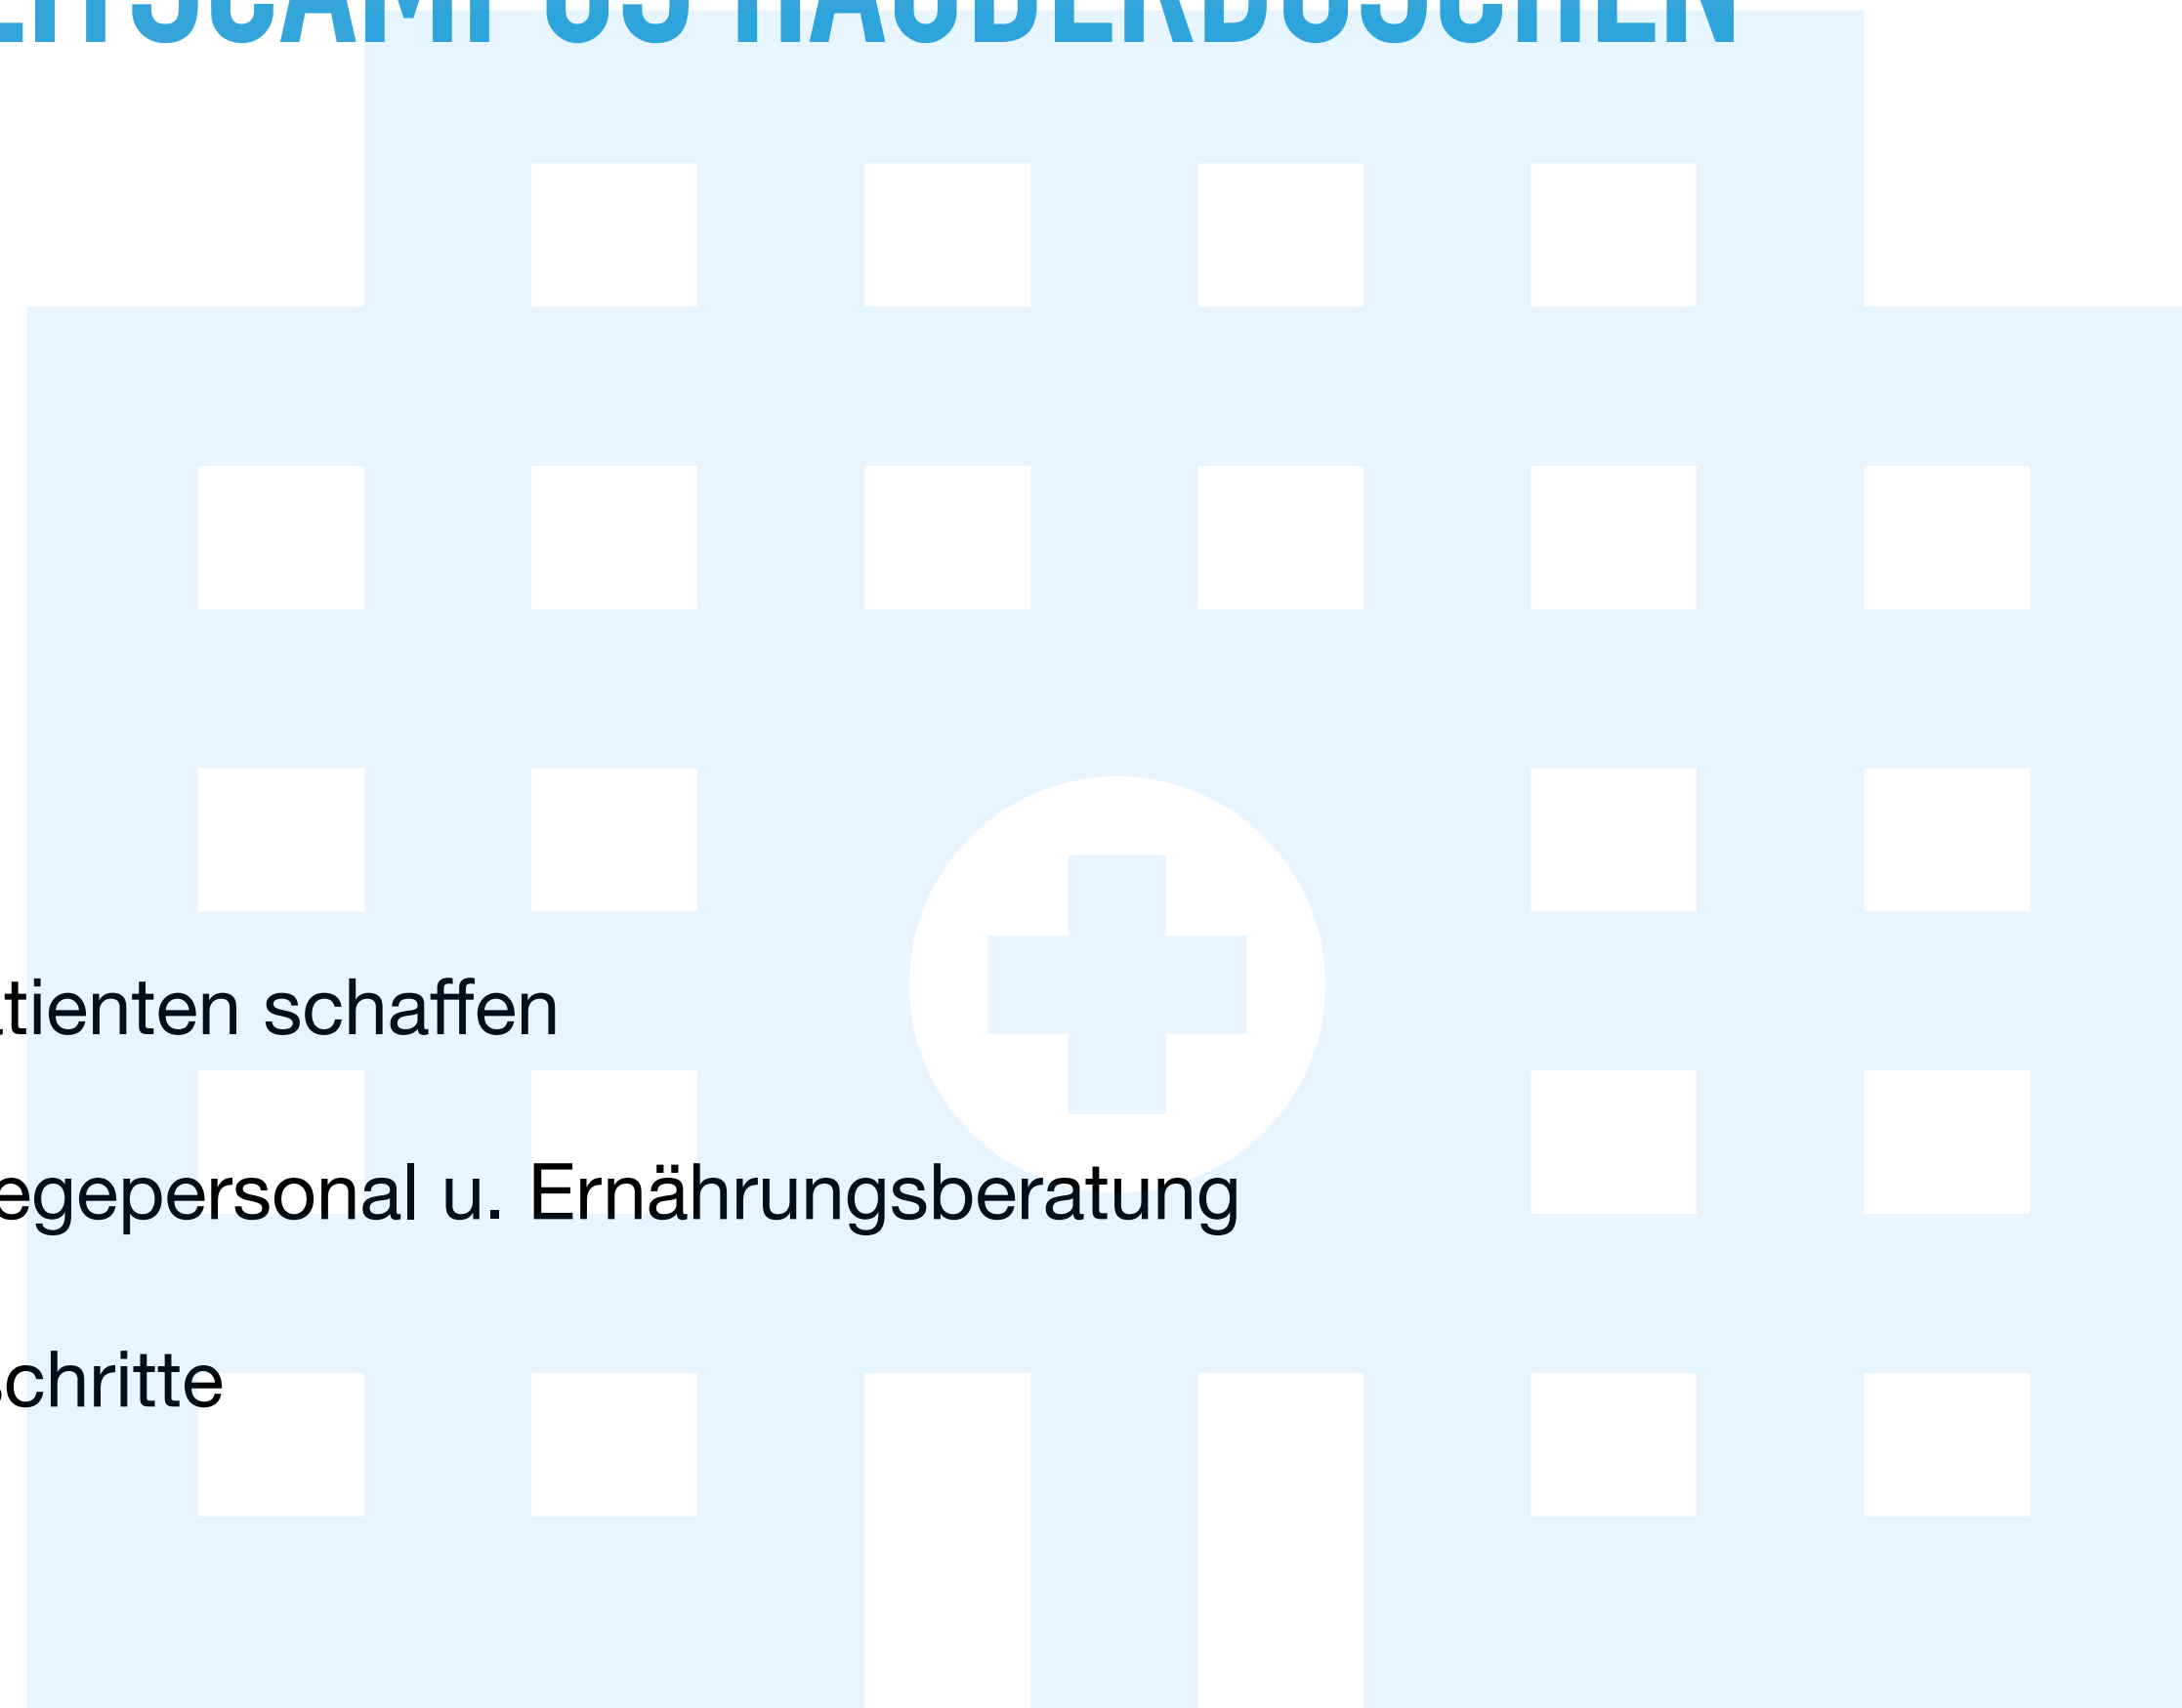 tienten schaffen
egepersonal u. Ernährungsberatung
chritte